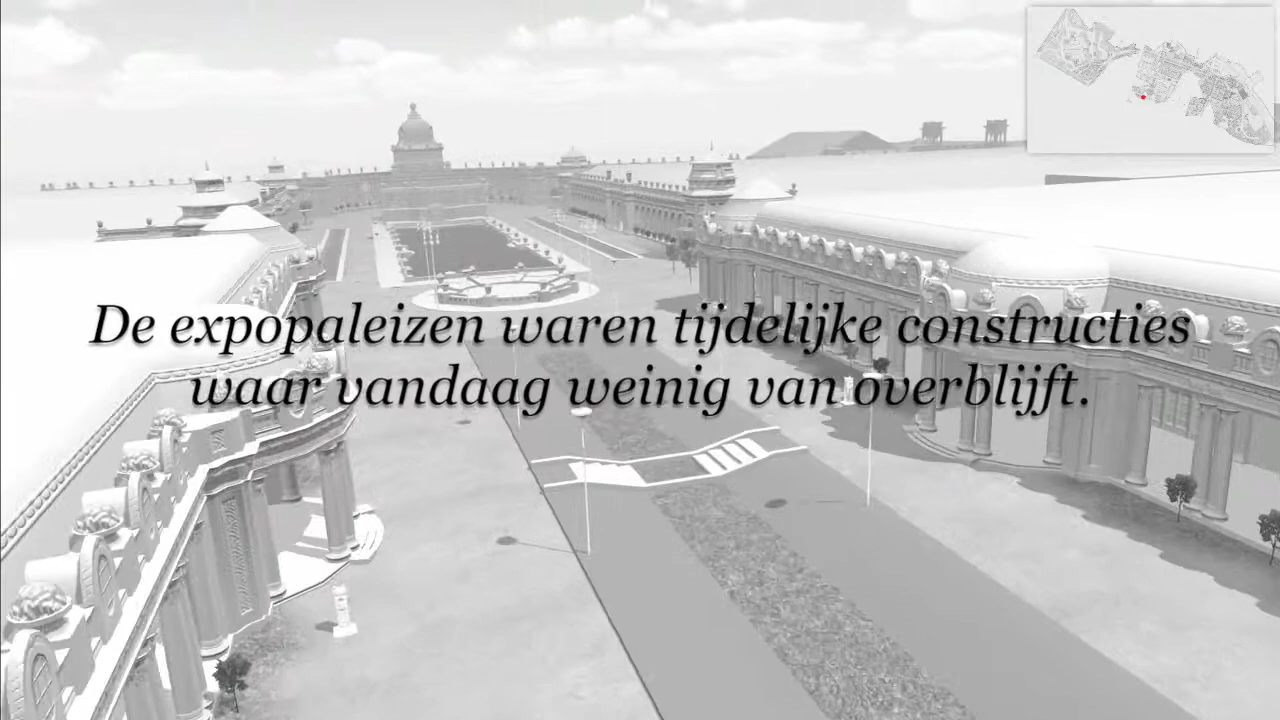 De expopaleizen waren tijdelijke constructies
waar vandaag weinig van overblijft.